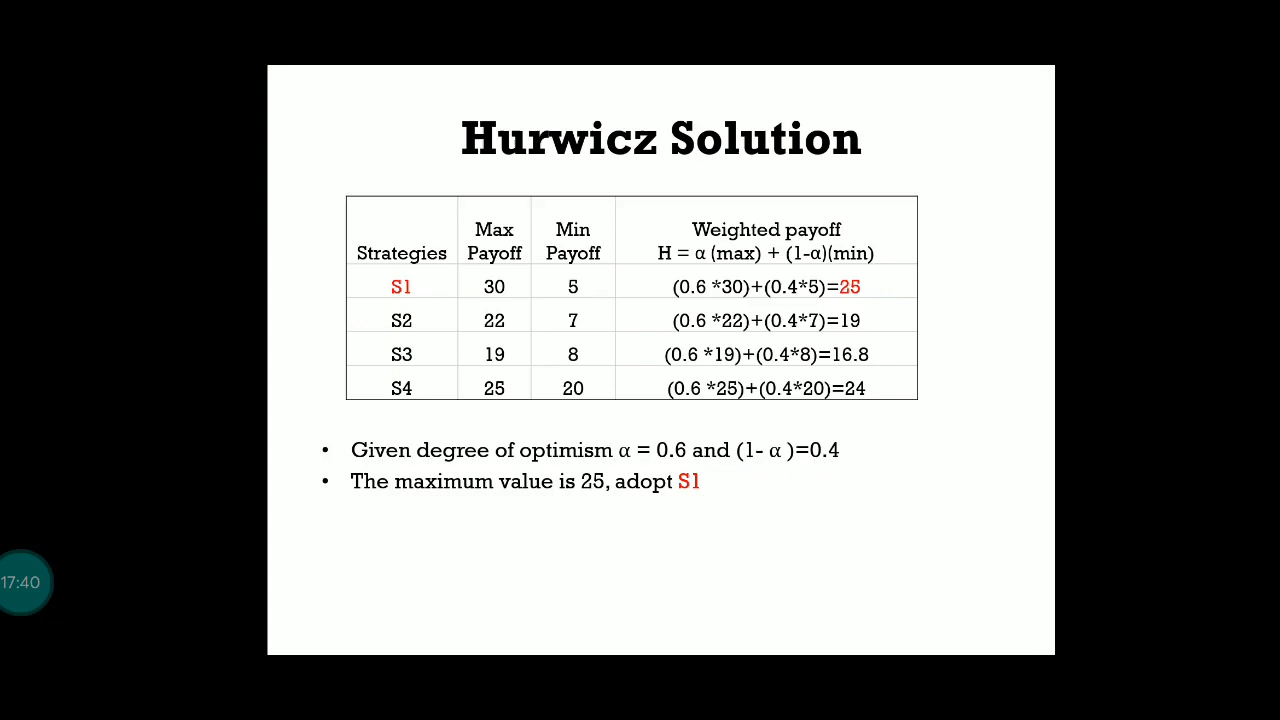 Hurwicz Solution
Strategies Max Payoff Min Payoff Weighted payoff H = α (max) + (1-α)(min)
S1 30 5 (0.6 *30)+(0.4*5)=25
S2 22 7 (0.6 *22)+(0.4*7)=19
S3 19 8 (0.6 *19)+(0.4*8)=16.8
S4 25 20 (0.6 *25)+(0.4*20)=24
• Given degree of optimism α = 0.6 and (1- α )=0.4
• The maximum value is 25, adopt S1
17:40